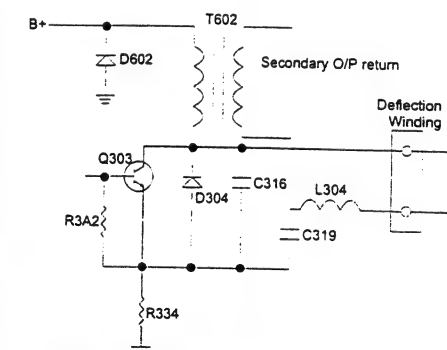 T602
B+
D602
Secondary O/P return
Deflection
Winding
Q303
D304
C316
L304
R3A2
C319
R334